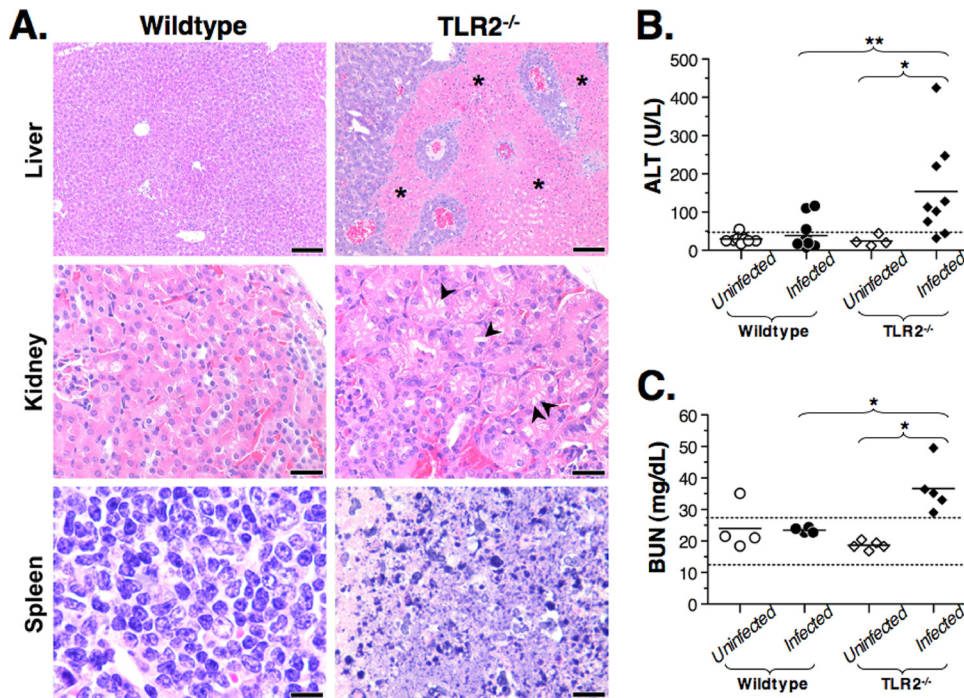 A.
Wildtype
TLR2-/-
Liver
* * * *
Kidney
Spleen
B.
**
*
500
400
300
200
100
0
ALT (U/L)
Uninfected Infected Uninfected Infected
Wildtype TLR2-/-
C.
*
*
60
50
40
30
20
10
0
BUN (mg/dL)
Uninfected Infected Uninfected Infected
Wildtype TLR2-/-